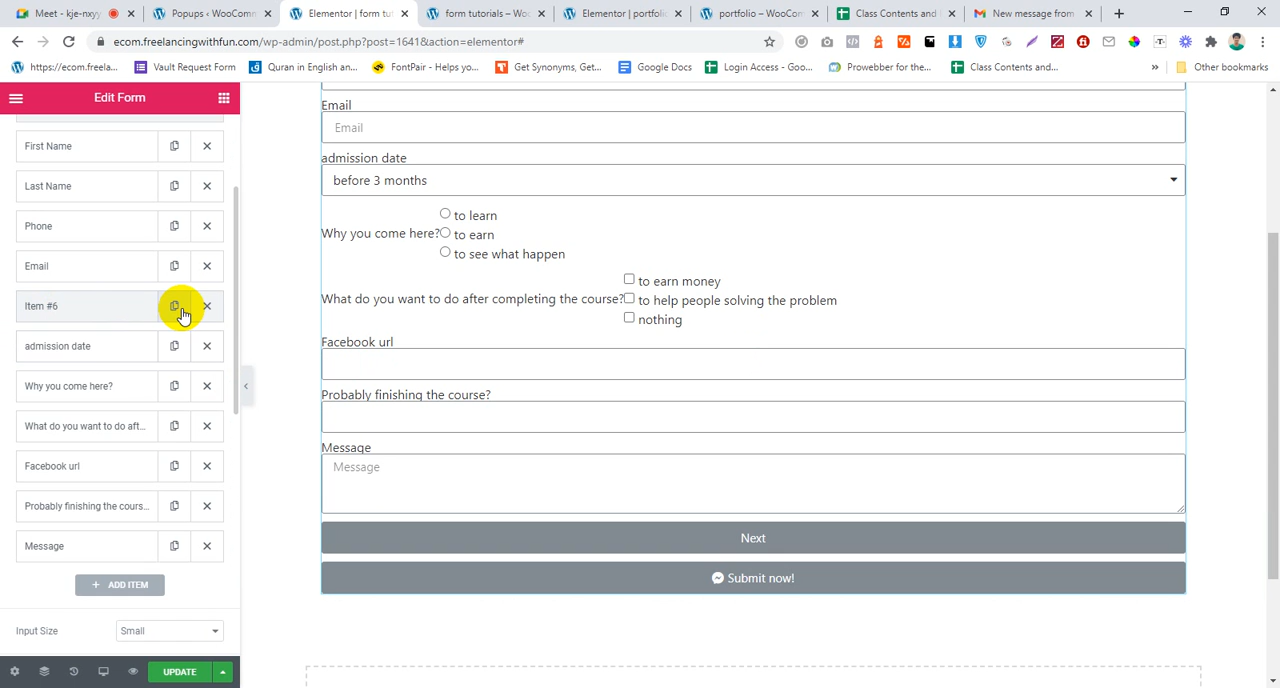 Meet - kje-nxyy
Popups ‹ WooComm
Elementor | form tut
form tutorials – WooC
Elementor | portfolio
portfolio – WooCom
Class Contents and
New message from
ecom.freelancingwithfun.com/wp-admin/post.php?post=1641&action=elementor#
https://ecom.freela...
Vault Request Form
Quran in English an...
FontPair - Helps yo...
Get Synonyms, Get...
Google Docs
Login Access - Goo...
Prowebber for the...
Class Contents and...
»
Other bookmarks
Edit Form
First Name
Last Name
Phone
Email
Item #6
admission date
Why you come here?
What do you want to do aft...
Facebook url
Probably finishing the cours...
Message
+ ADD ITEM
Input Size
Small
UPDATE
Email
Email
admission date
before 3 months
to learn
Why you come here?
to earn
to see what happen
to earn money
What do you want to do after completing the course?
to help people solving the problem
nothing
Facebook url
Probably finishing the course?
Message
Message
Next
Submit now!